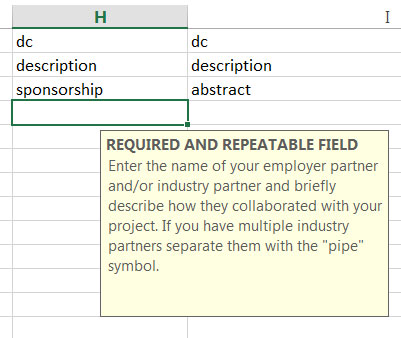 H I
dc dc
description description
sponsorship abstract
REQUIRED AND REPEATABLE FIELD
Enter the name of your employer partner
and/or industry partner and briefly
describe how they collaborated with your
project. If you have multiple industry
partners separate them with the "pipe"
symbol.